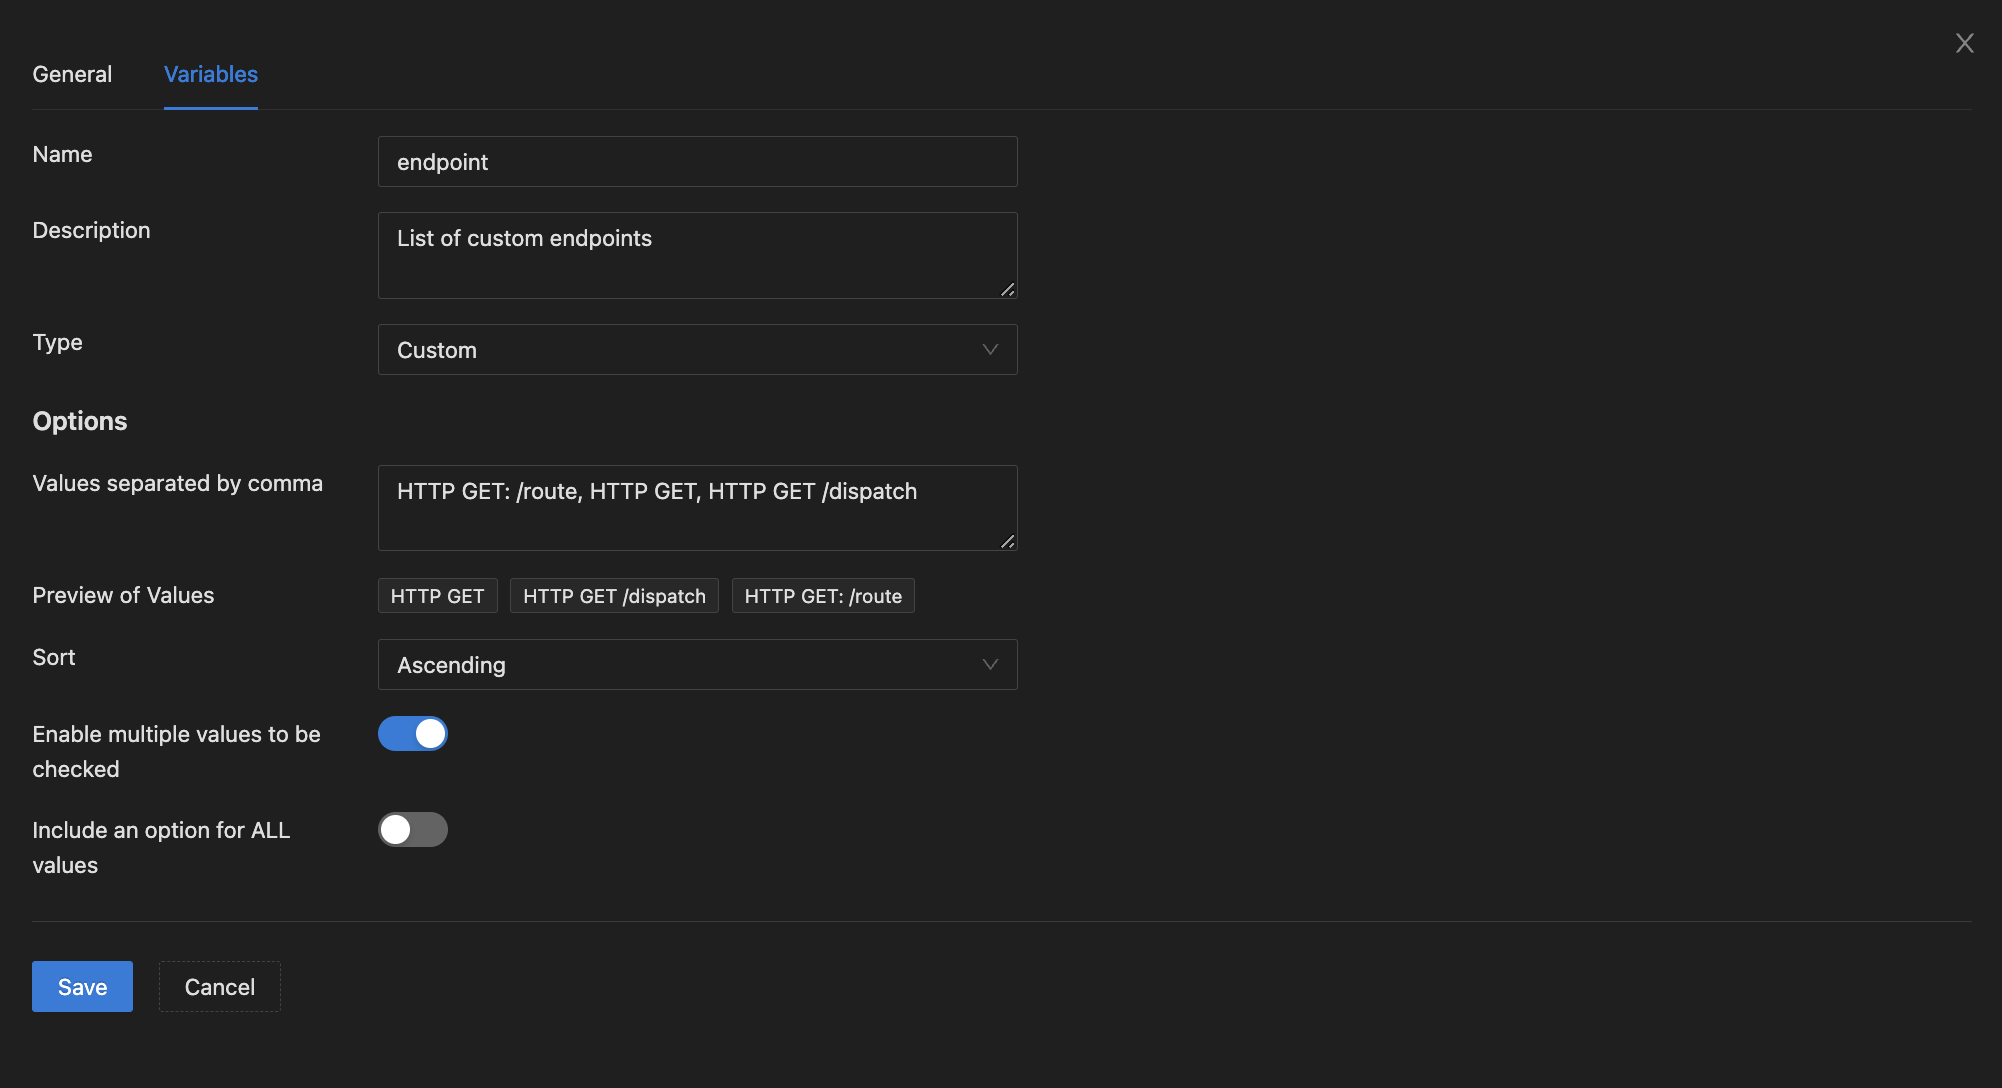 General
Variables
Name
endpoint
Description
List of custom endpoints
Type
Custom
Options
Values separated by comma
HTTP GET: /route, HTTP GET, HTTP GET /dispatch
Preview of Values
HTTP GET
HTTP GET /dispatch
HTTP GET: /route
Sort
Ascending
Enable multiple values to be
checked
Include an option for ALL
values
Save
Cancel